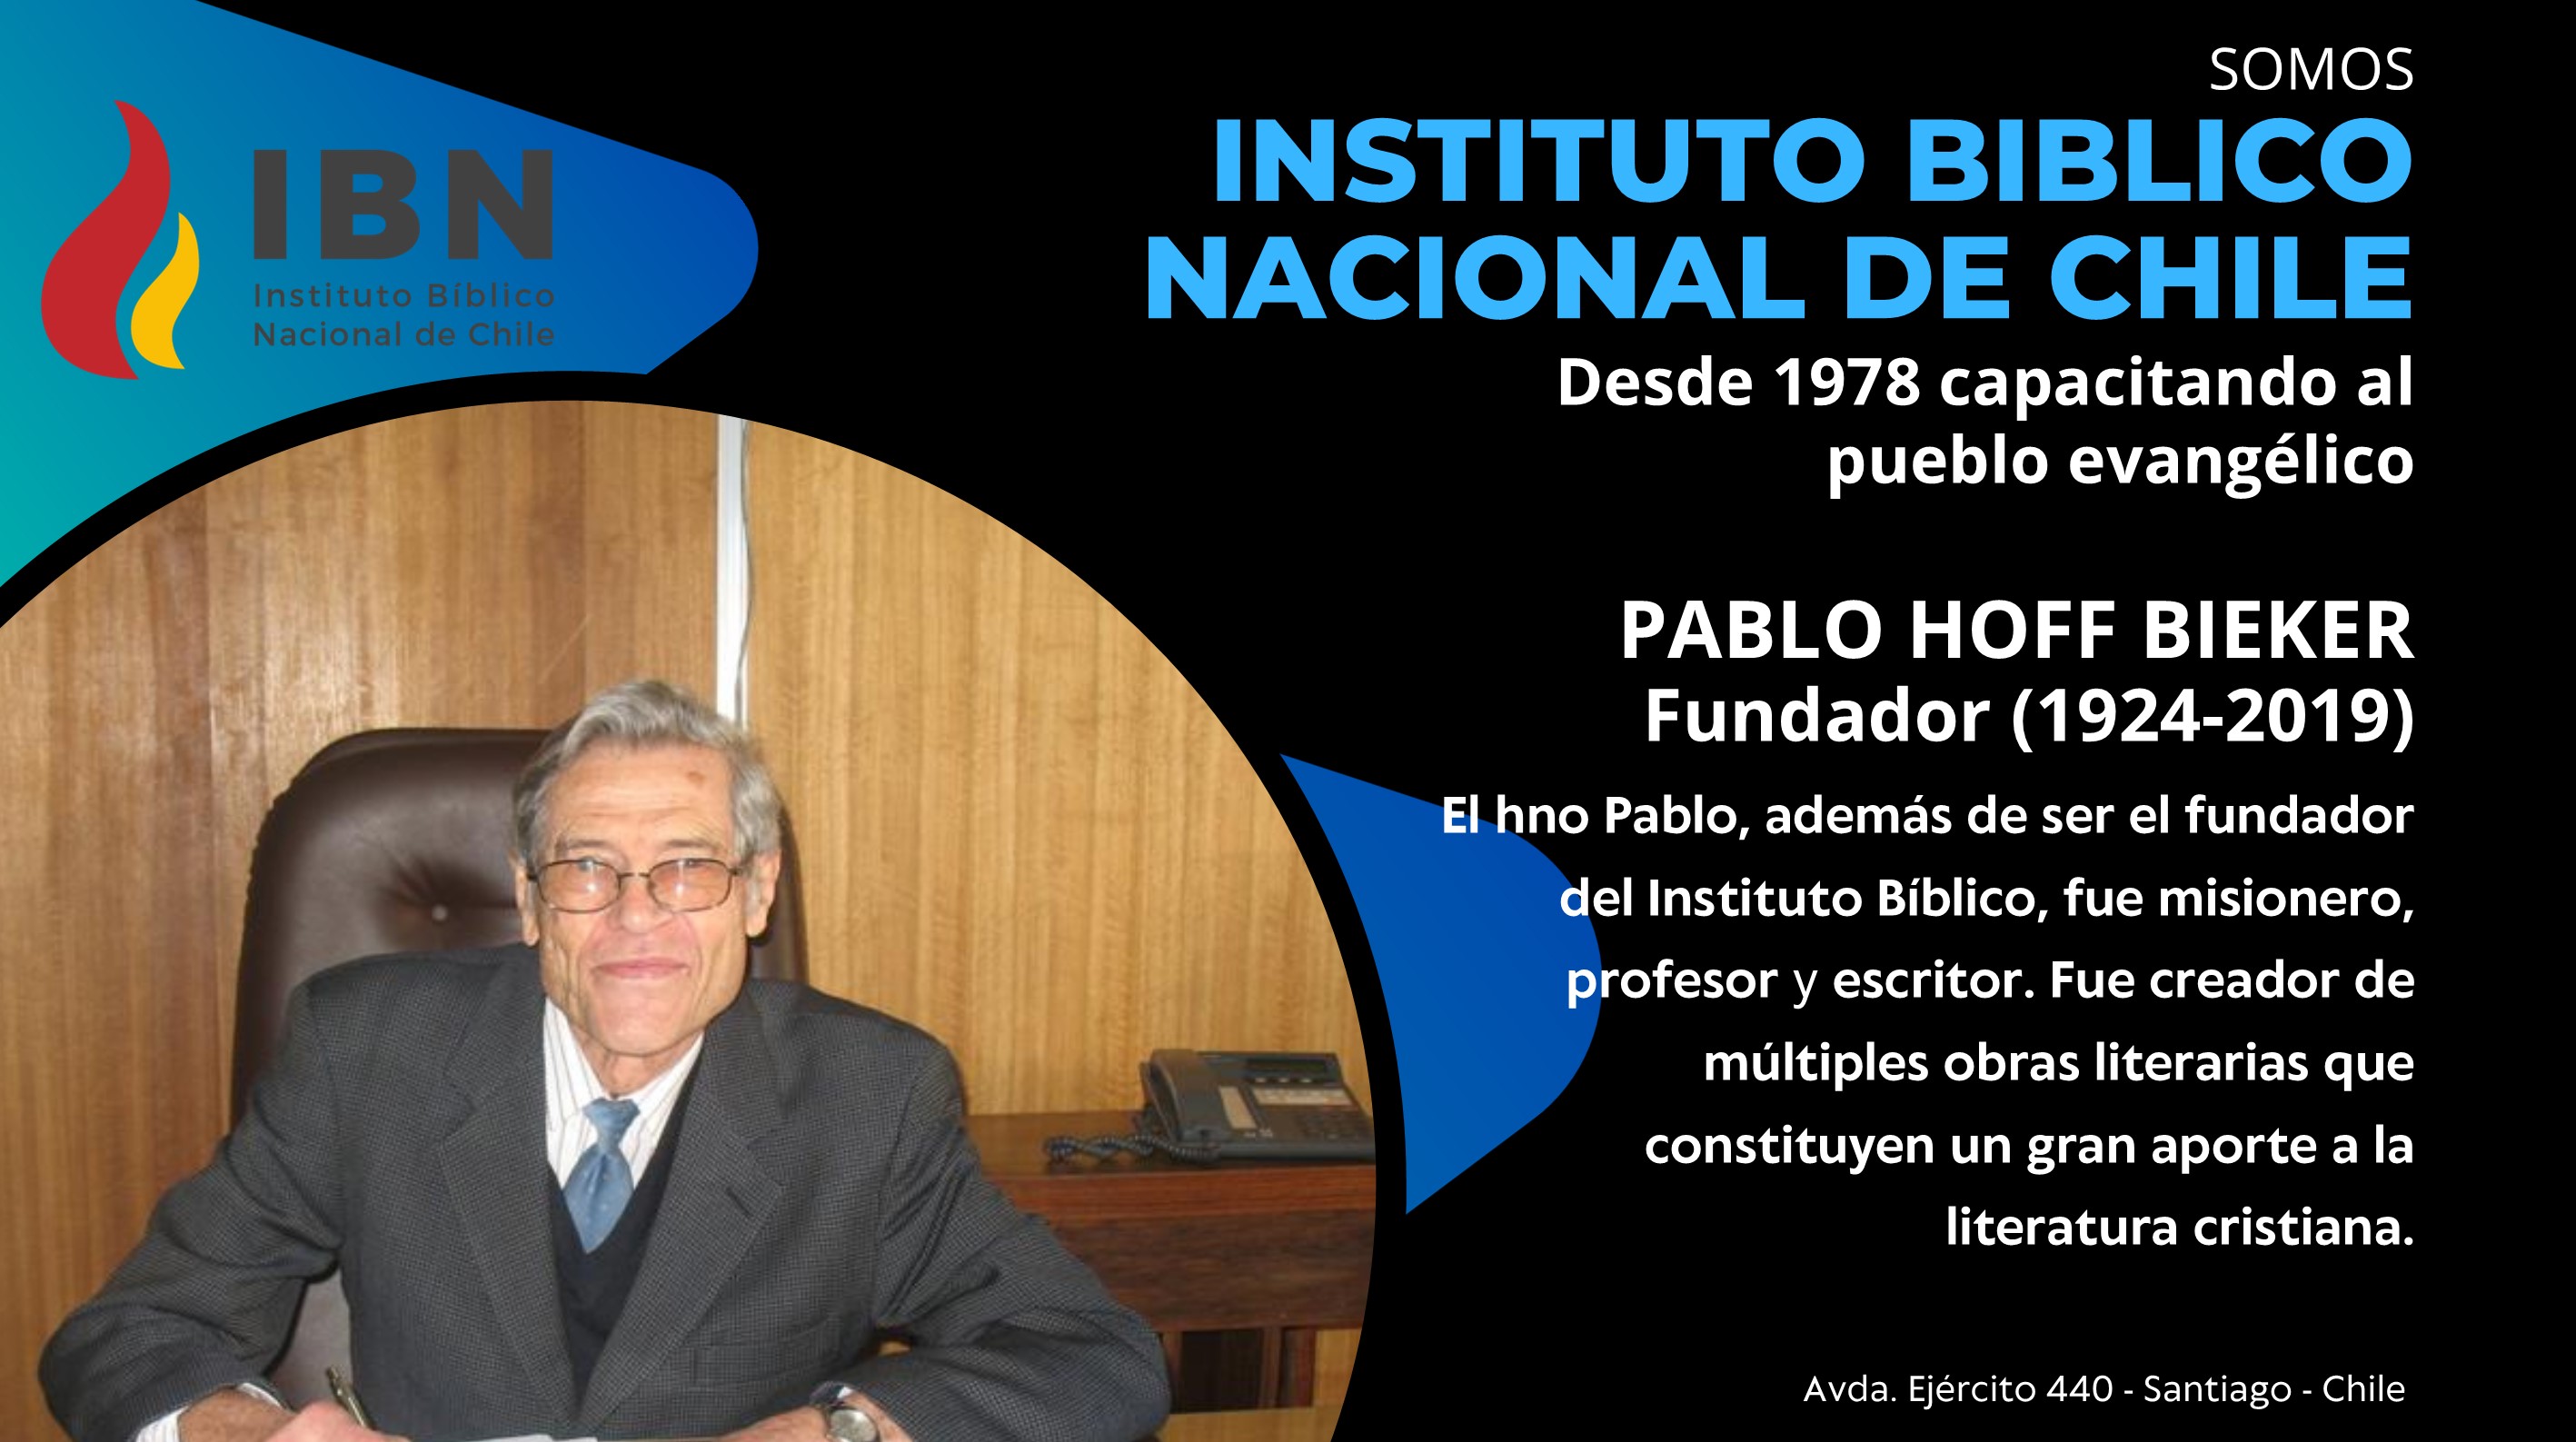 IBN
Instituto Bíblico
Nacional de Chile
SOMOS
INSTITUTO BIBLICO
NACIONAL DE CHILE
Desde 1978 capacitando al
pueblo evangélico
PABLO HOFF BIEKER
Fundador (1924-2019)
El hno Pablo, además de ser el fundador
del Instituto Bíblico, fue misionero,
profesor y escritor. Fue creador de
múltiples obras literarias que
constituyen un gran aporte a la
literatura cristiana.
Avda. Ejército 440 - Santiago - Chile